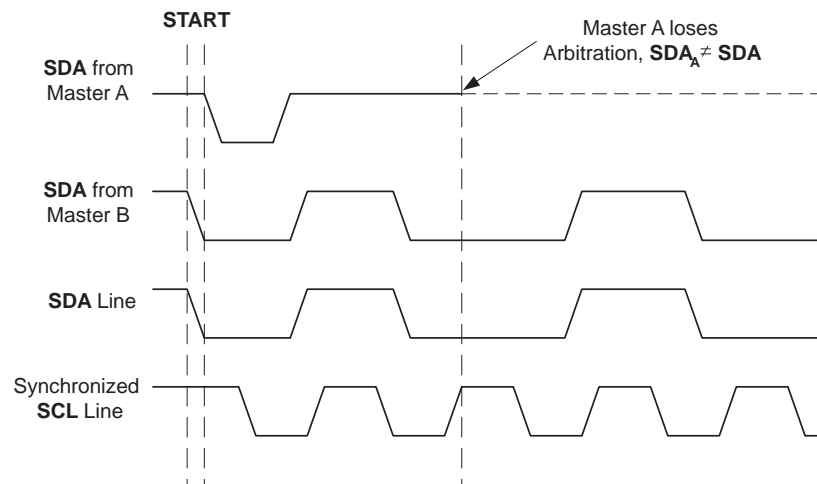 START
Master A loses
Arbitration, SDAA ≠ SDA
SDA from
Master A
SDA from
Master B
SDA Line
Synchronized
SCL Line